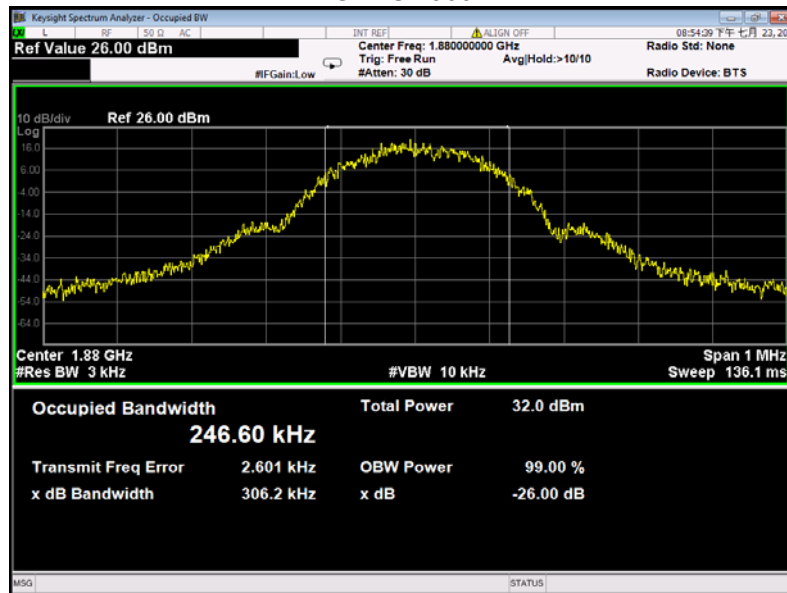 Keysight Spectrum Analyzer - Occupied BW
L RF 50 Ω AC INT REF ALIGN OFF 08:54:39 下午 七月 23, 20
Ref Value 26.00 dBm
Center Freq: 1.880000000 GHz
Radio Std: None
Trig: Free Run
Avg|Hold:>10/10
#IFGain:Low
#Atten: 30 dB
Radio Device: BTS
10 dB/div
Ref 26.00 dBm
Log
16.0
6.00
-4.00
-14.0
-24.0
-34.0
-44.0
-54.0
-64.0
Center 1.88 GHz
Span 1 MHz
#Res BW 3 kHz
#VBW 10 kHz
Sweep 136.1 ms
Occupied Bandwidth
Total Power 32.0 dBm
246.60 kHz
Transmit Freq Error 2.601 kHz
OBW Power 99.00 %
x dB Bandwidth 306.2 kHz
x dB -26.00 dB
MSG
STATUS